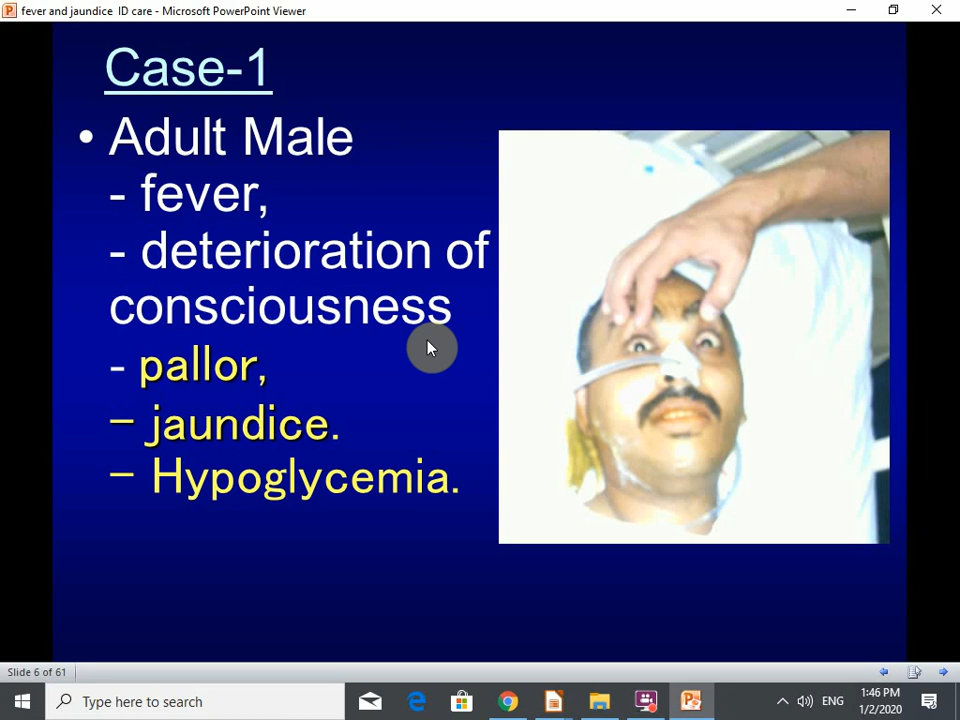 fever and jaundice ID care - Microsoft PowerPoint Viewer
Case-1
• Adult Male
- fever,
- deterioration of
consciousness
- pallor,
- jaundice.
- Hypoglycemia.
Slide 6 of 61
Type here to search
ENG
1:46 PM
1/2/2020